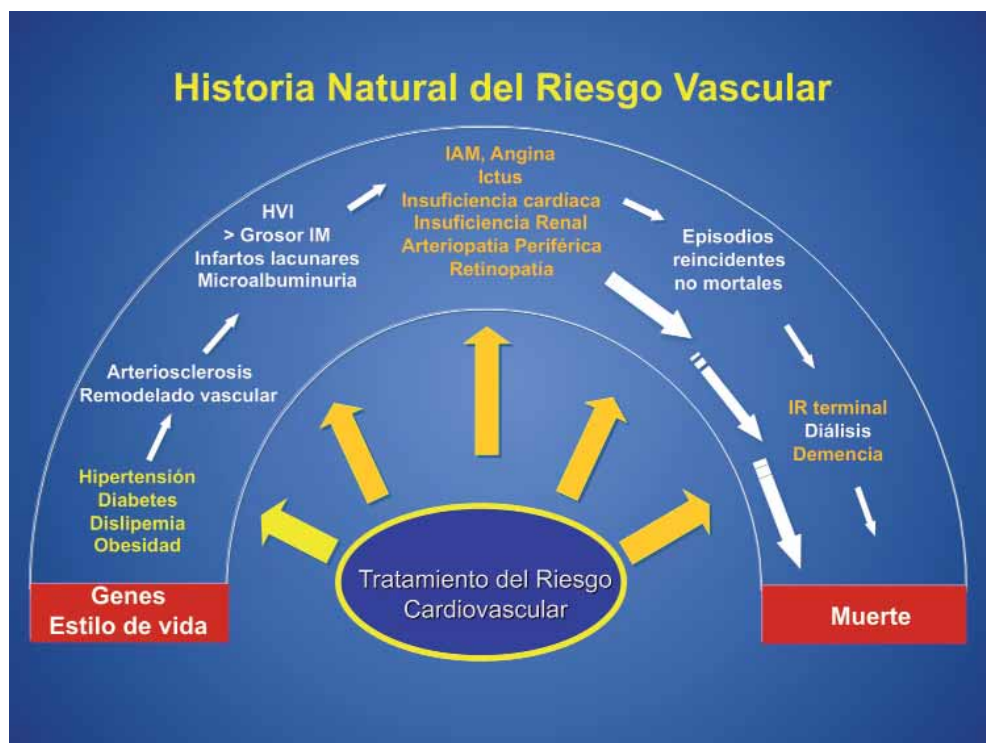 Historia Natural del Riesgo Vascular
Genes
Estilo de vida
Hipertensión
Diabetes
Dislipemia
Obesidad
Arteriosclerosis
Remodelado vascular
HVI
> Grosor IM
Infartos lacunares
Microalbuminuria
IAM, Angina
Ictus
Insuficiencia cardíaca
Insuficiencia Renal
Arteriopatía Periférica
Retinopatía
Episodios
reincidentes
no mortales
IR terminal
Diálisis
Demencia
Muerte
Tratamiento del Riesgo
Cardiovascular